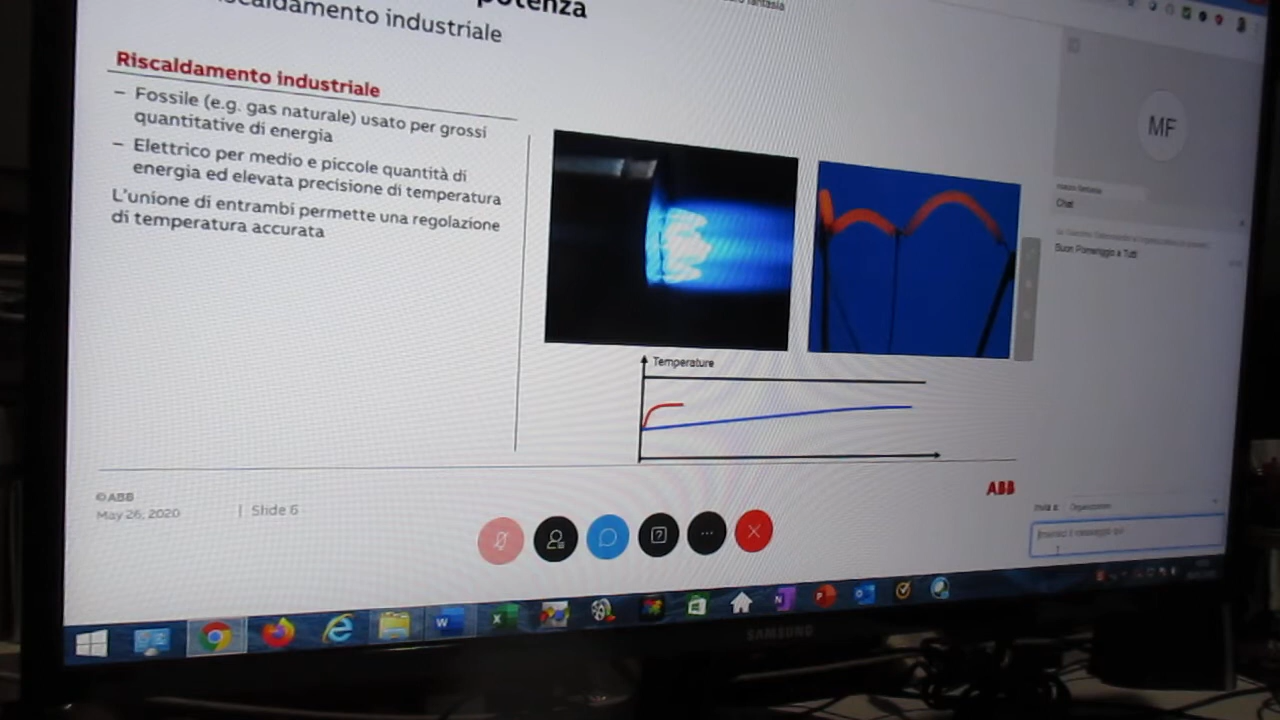 potenza
riscaldamento industriale
Riscaldamento industriale
– Fossile (e.g. gas naturale) usato per grossi
quantitative di energia
– Elettrico per medio e piccole quantità di
energia ed elevata precisione di temperatura
L'unione di entrambi permette una regolazione
di temperatura accurata
Temperature
©ABB
May 26, 2020
| Slide 6
ABB
MF
Chat
Buon Pomeriggio a Tutti
Invia a:
SAMSUNG